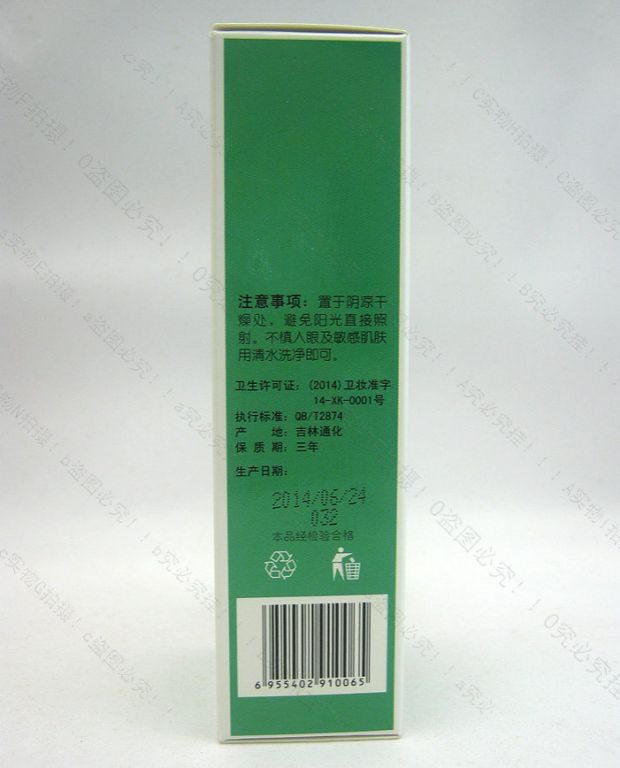 注意事项：置于阴凉干
燥处，避免阳光直接照
射。不慎入眼及敏感肌肤
用清水洗净即可。
卫生许可证：(2014)卫妆准字
14-XK-0001号
执行标准：QB/T2874
产 地：吉林通化
保 质 期：三年
生产日期：
2014/06/24
032
本品经检验合格
6 955402 910065